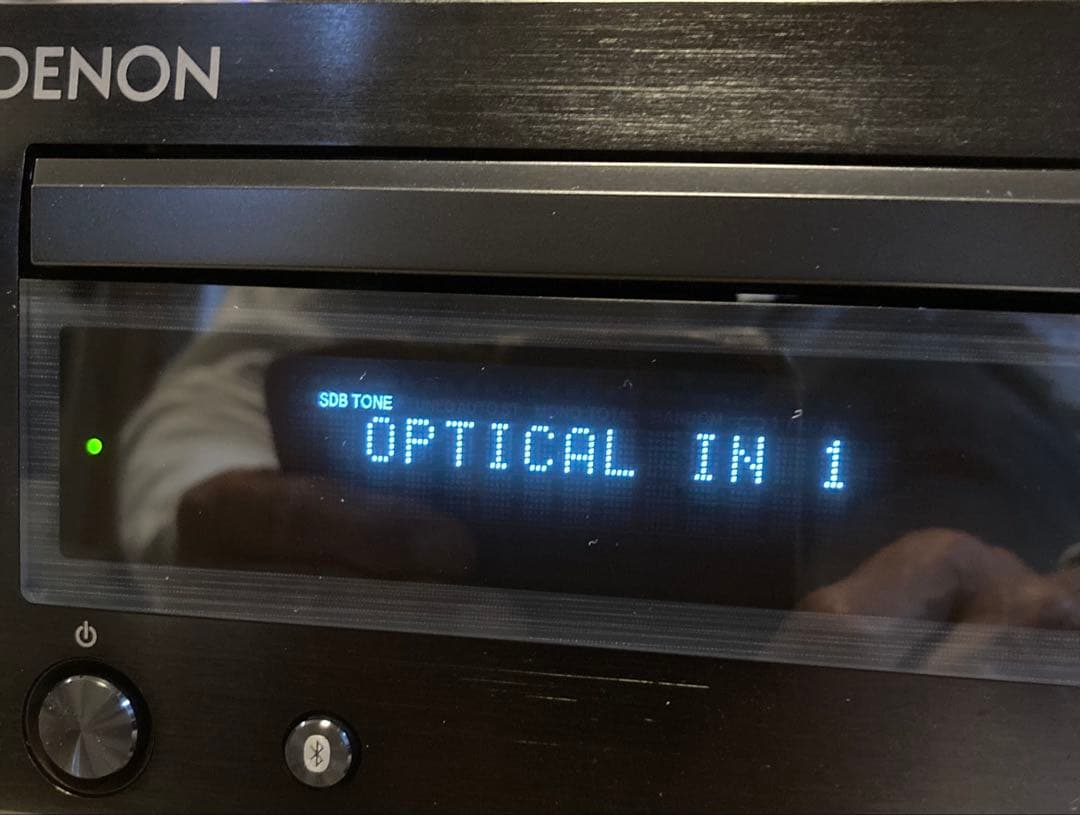 DENON
SDB TONE
OPTICAL IN 1